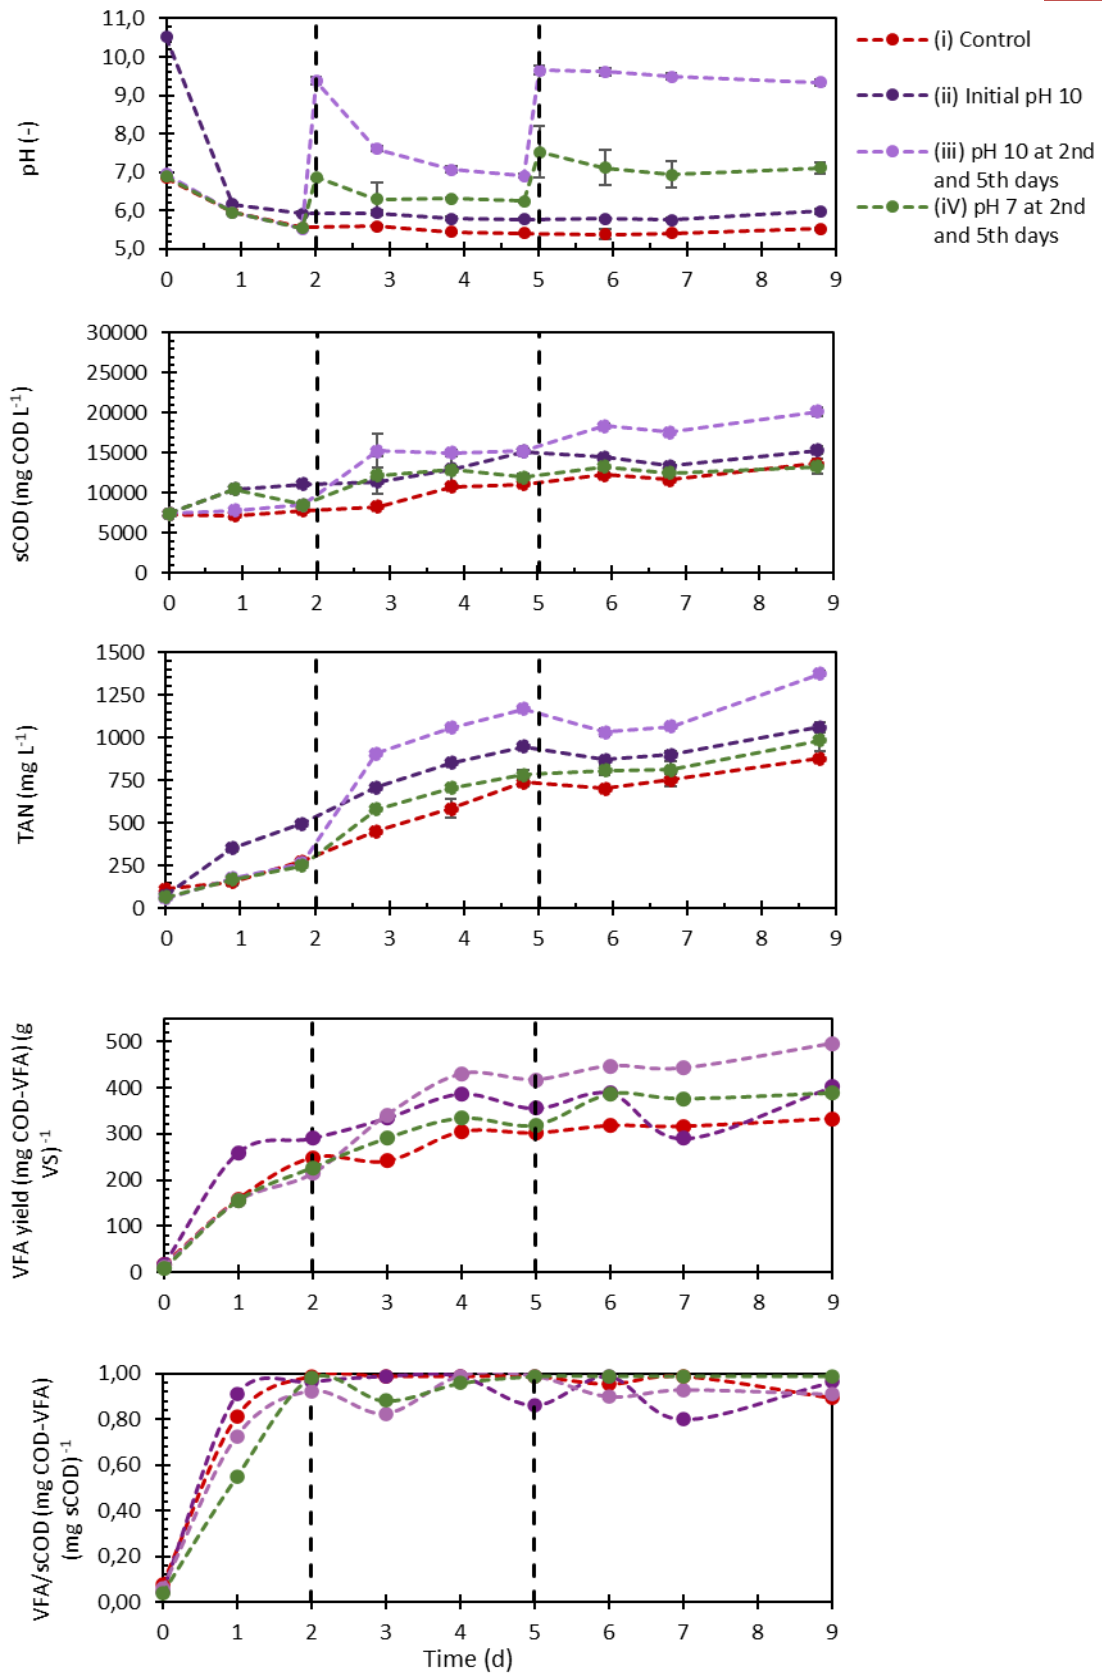 11,0
10,0
9,0
8,0
7,0
6,0
5,0
pH (-)
0 1 2 3 4 5 6 7 8 9
(i) Control
(ii) Initial pH 10
(iii) pH 10 at 2nd
and 5th days
(iV) pH 7 at 2nd
and 5th days
30000
25000
20000
15000
10000
5000
0
sCOD (mg COD L⁻¹)
0 1 2 3 4 5 6 7 8 9
1500
1250
1000
750
500
250
0
TAN (mg L⁻¹)
0 1 2 3 4 5 6 7 8 9
500
400
300
200
100
0
VFA yield (mg COD-VFA) (g
VS)⁻¹
0 1 2 3 4 5 6 7 8 9
1,00
0,80
0,60
0,40
0,20
0,00
VFA/sCOD (mg COD-VFA)
(mg sCOD)⁻¹
0 1 2 3 4 5 6 7 8 9
Time (d)